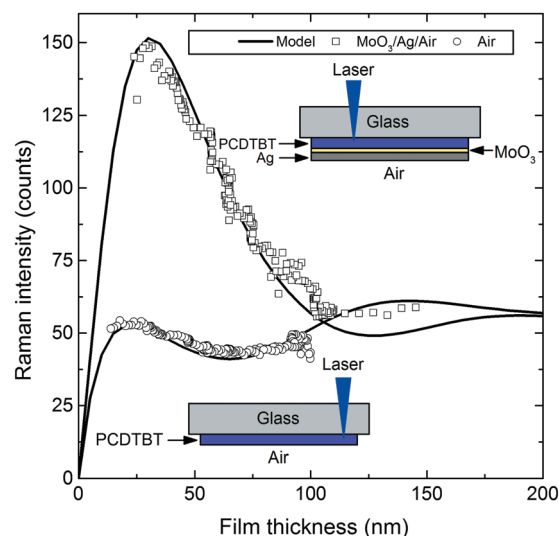 Model MoO3/Ag/Air Air
Laser
Glass
PCDTBT
Ag
MoO3
Air
Laser
Glass
PCDTBT
Air
150
125
100
75
50
25
0
0 50 100 150 200
Raman intensity (counts)
Film thickness (nm)